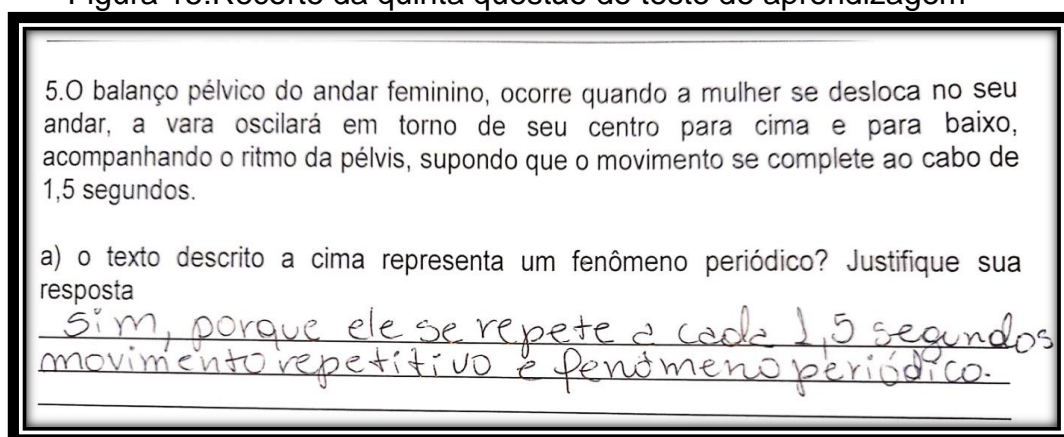 Figura 15.Recorte da quinta questão do teste de aprendizagem
5.O balanço pélvico do andar feminino, ocorre quando a mulher se desloca no seu
andar, a vara oscilará em torno de seu centro para cima e para baixo,
acompanhando o ritmo da pélvis, supondo que o movimento se complete ao cabo de
1,5 segundos.
a) o texto descrito a cima representa um fenômeno periódico? Justifique sua
resposta
Sim, porque ele se repete a cada 1,5 segundos
movimento repetitivo é fenômeno periódico.